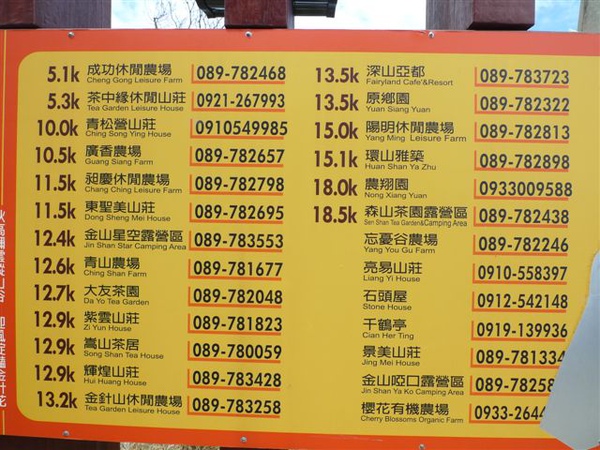 5.1k 成功休閒農場 089-782468
Cheng Gong Leisure Farm
5.3k 茶中緣休閒山莊 0921-267993
Tea Garden Leisure House
10.0k 青松營山莊 0910549985
Ching Song Ying House
10.5k 廣香農場 089-782657
Guang Siang Farm
11.5k 昶慶休閒農場 089-782798
Chang Ching Leisure Farm
11.5k 東聖美山莊 089-782695
Dong Sheng Mei House
12.4k 金山星空露營區 089-783553
Jin Shan Star Camping Area
12.6k 青山農場 089-781677
Ching Shan Farm
12.7k 大友茶園 089-782048
Da Yo Tea Garden
12.9k 紫雲山莊 089-781823
Zi Yun House
12.9k 嵩山茶居 089-780059
Song Shan Tea House
12.9k 輝煌山莊 089-783428
Hui Huang House
13.2k 金針山休閒農場 089-783258
Tea Garden Leisure House
13.5k 深山亞都 089-783723
Fairyland Cafe'&Resort
13.5k 原鄉園 089-782322
Yuan Siang Yuan
15.0k 陽明休閒農場 089-782813
Yang Ming Leisure Farm
15.1k 環山雅築 089-782898
Huan Shan Ya Zhu
18.0k 農翔園 0933009588
Nong Xiang Yuan
18.5k 森山茶園露營區 089-782438
Sen Shan Tea Garden&Camping Area
忘憂谷農場 089-782246
Yang You Gu Farm
亮易山莊 0910-558397
Liang Yi House
石頭屋 0912-542148
Stone House
千鶴亭 0919-139936
Cian Her Ting
景美山莊 089-781334
Jing Mei House
金山啞口露營區 089-78258
Jin Shan Ya Ko Camping Area
櫻花有機農場 0933-2644
Cherry Blossoms Organic Farm